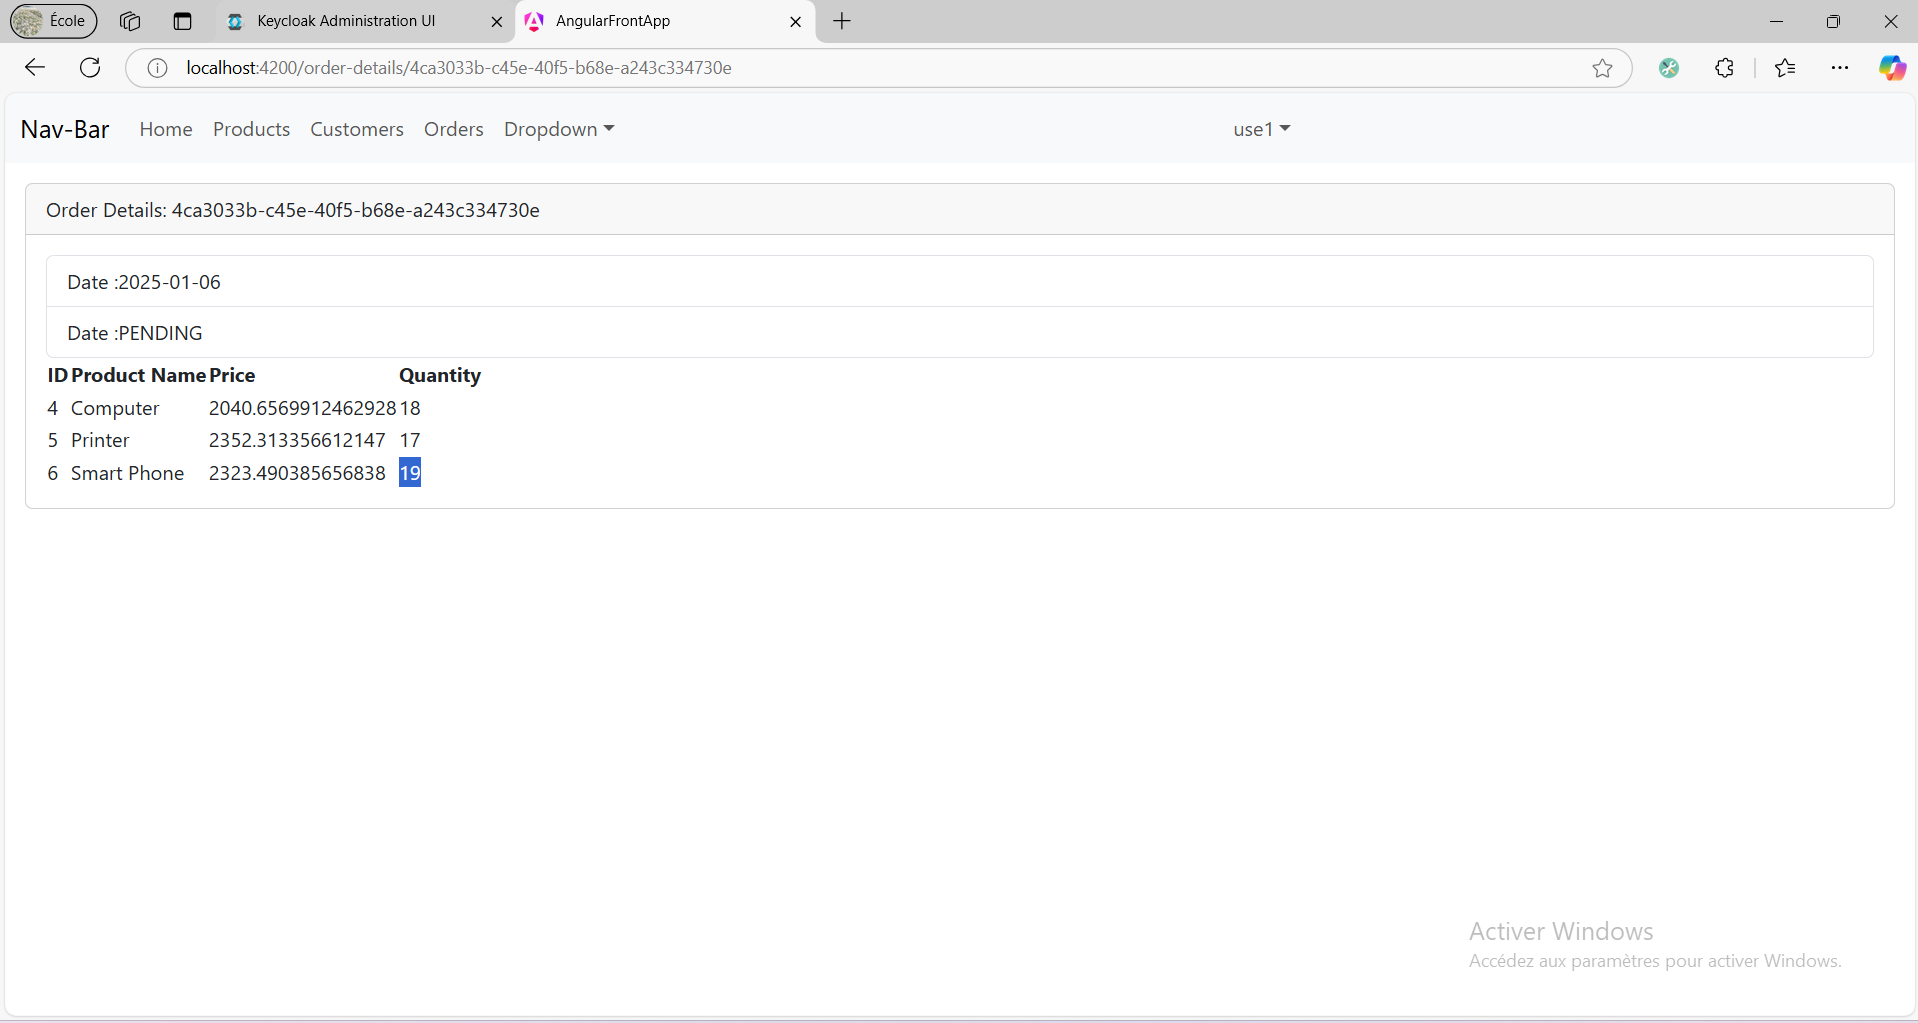 École
Keycloak Administration UI
AngularFrontApp
localhost:4200/order-details/4ca3033b-c45e-40f5-b68e-a243c334730e
Nav-Bar Home Products Customers Orders Dropdown use1
Order Details: 4ca3033b-c45e-40f5-b68e-a243c334730e
Date :2025-01-06
Date :PENDING
ID Product Name Price Quantity
4 Computer 2040.656991246292818
5 Printer 2352.313356612147 17
6 Smart Phone 2323.490385656838 19
Activer Windows
Accédez aux paramètres pour activer Windows.